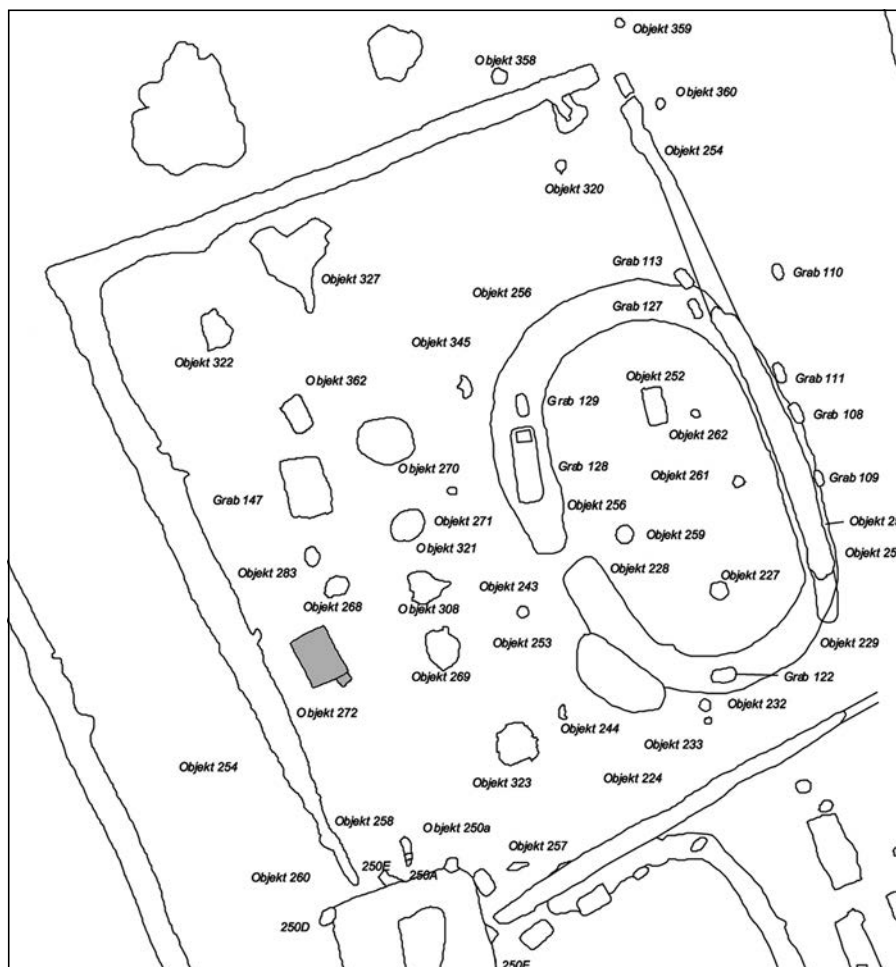 Objekt 359
Objekt 358
Objekt 360
Objekt 254
Objekt 320
Grab 113
Grab 110
Objekt 327
Objekt 256
Grab 127
Objekt 345
Objekt 322
Objekt 362
Objekt 252
Grab 111
Grab 129
Grab 108
Objekt 262
Objekt 270
Grab 128
Objekt 261
Grab 109
Grab 147
Objekt 256
Objekt 271
Objekt 259
Objekt 321
Objekt 283
Objekt 228
Objekt 227
Objekt 243
Objekt 268
Objekt 308
Objekt 253
Objekt 229
Objekt 269
Grab 122
Objekt 232
Objekt 272
Objekt 244
Objekt 233
Objekt 254
Objekt 323
Objekt 224
Objekt 258
Objekt 250a
Objekt 257
250E
250A
Objekt 260
250D